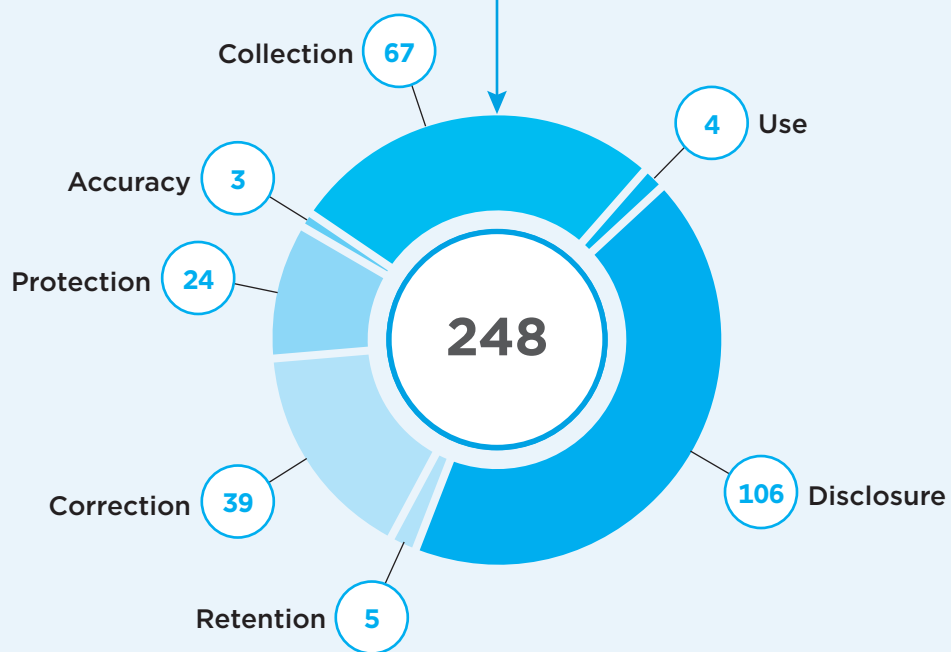 Collection 67
4 Use
Accuracy 3
Protection 24
248
106 Disclosure
Correction 39
Retention 5